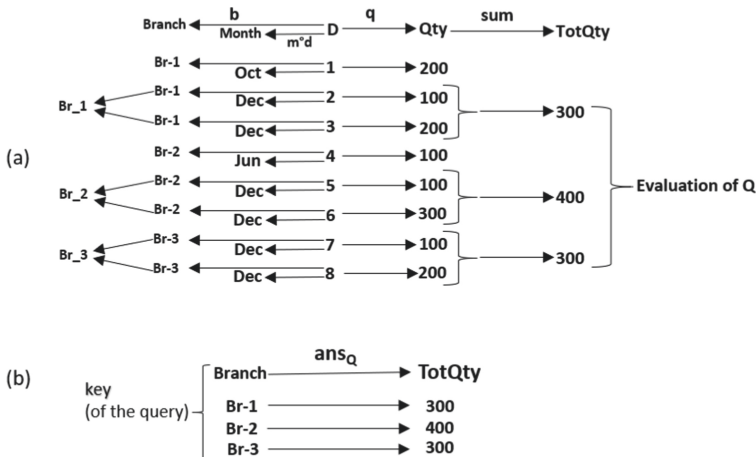 b q sum
Branch Month D Qty TotQty
m°d
Br-1 Oct 1 200
Br-1 Dec 2 100
Br_1 300
Br-1 Dec 3 200
(a) Br-2 Jun 4 100
Br-2 Dec 5 100
Br_2 400 Evaluation of Q
Br-2 Dec 6 300
Br-3 Dec 7 100
Br_3 300
Br-3 Dec 8 200
ansQ
(b) Branch TotQty
key
(of the query)
Br-1 300
Br-2 400
Br-3 300